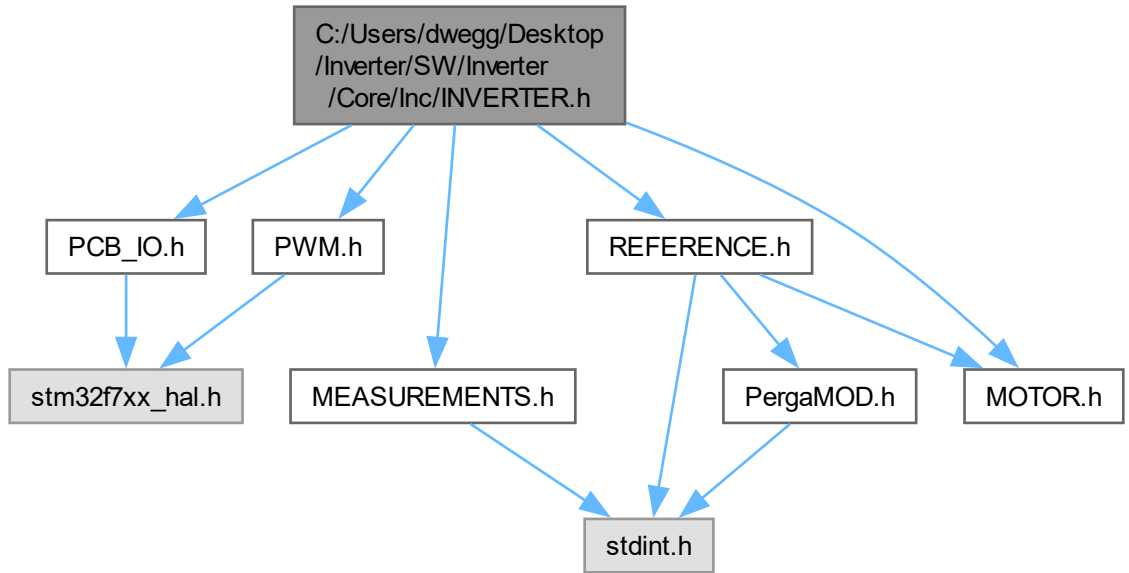 C:/Users/dwegg/Desktop
/Inverter/SW/Inverter
/Core/Inc/INVERTER.h
PCB_IO.h
PWM.h
REFERENCE.h
stm32f7xx_hal.h
MEASUREMENTS.h
PergaMOD.h
MOTOR.h
stdint.h